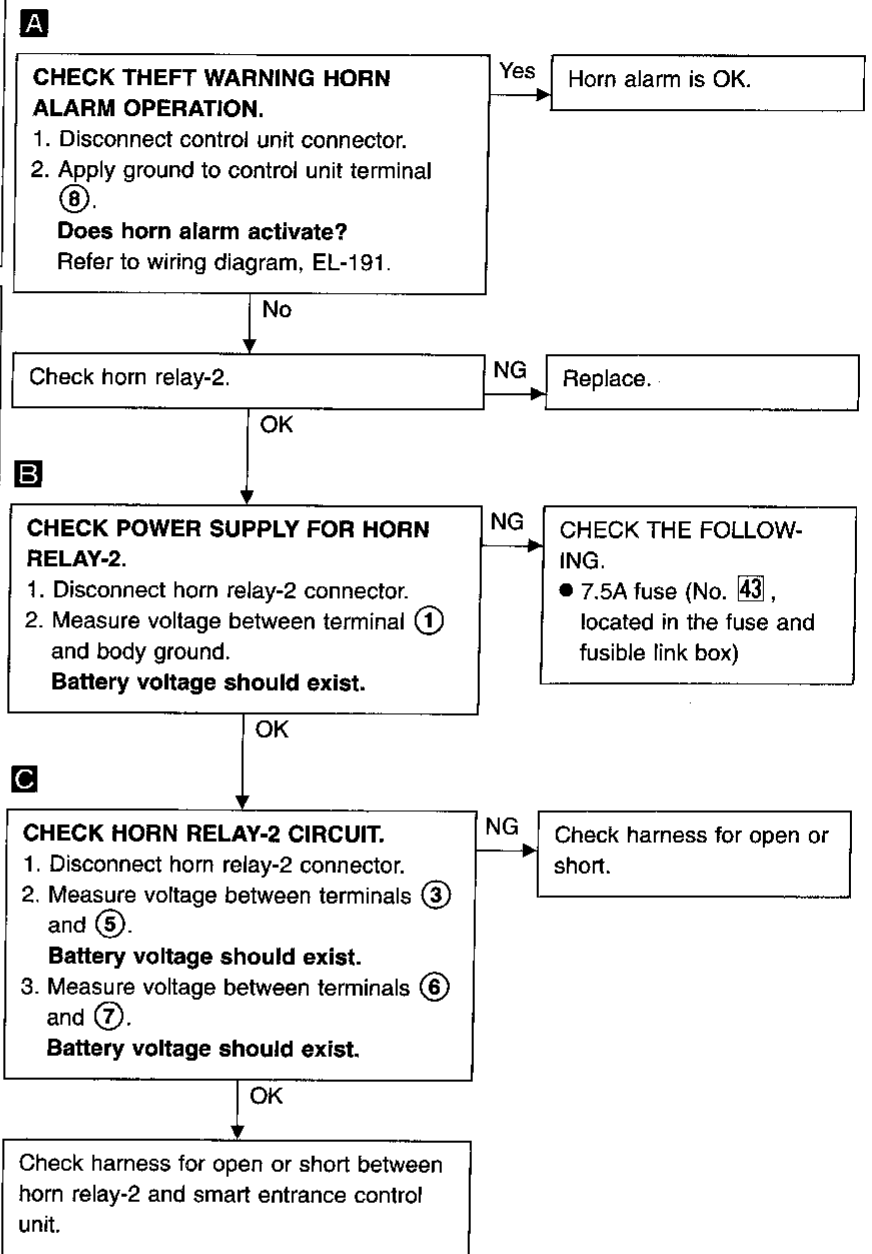 A
CHECK THEFT WARNING HORN
ALARM OPERATION.
1. Disconnect control unit connector.
2. Apply ground to control unit terminal
⑧.
Does horn alarm activate?
Refer to wiring diagram, EL-191.
Yes
Horn alarm is OK.
No
Check horn relay-2.
NG
Replace.
OK
B
CHECK POWER SUPPLY FOR HORN
RELAY-2.
1. Disconnect horn relay-2 connector.
2. Measure voltage between terminal ①
and body ground.
Battery voltage should exist.
NG
CHECK THE FOLLOW-
ING.
● 7.5A fuse (No. 43 ,
located in the fuse and
fusible link box)
OK
C
CHECK HORN RELAY-2 CIRCUIT.
1. Disconnect horn relay-2 connector.
2. Measure voltage between terminals ③
and ⑤.
Battery voltage should exist.
3. Measure voltage between terminals ⑥
and ⑦.
Battery voltage should exist.
NG
Check harness for open or
short.
OK
Check harness for open or short between
horn relay-2 and smart entrance control
unit.